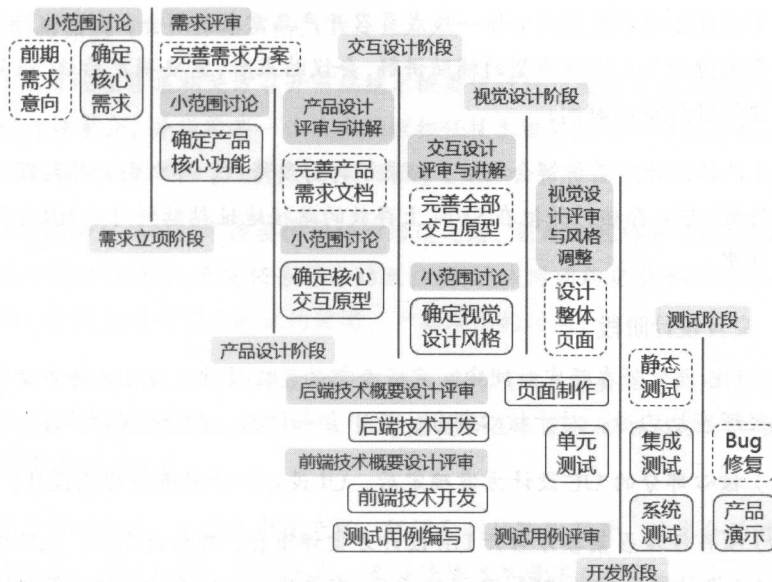 小范围讨论
需求评审
前期
需求
意向
确定
核心
需求
完善需求方案
交互设计阶段
小范围讨论
确定产品
核心功能
产品设计
评审与讲解
完善产品
需求文档
视觉设计阶段
交互设计
评审与讲解
完善全部
交互原型
视觉设
计评审
与风格
调整
需求立项阶段
小范围讨论
确定核心
交互原型
小范围讨论
确定视觉
设计风格
设计
整体
页面
产品设计阶段
测试阶段
静态
测试
后端技术概要设计评审
页面制作
后端技术开发
单元
测试
集成
测试
Bug
修复
前端技术概要设计评审
前端技术开发
系统
测试
产品
演示
测试用例编写
测试用例评审
开发阶段